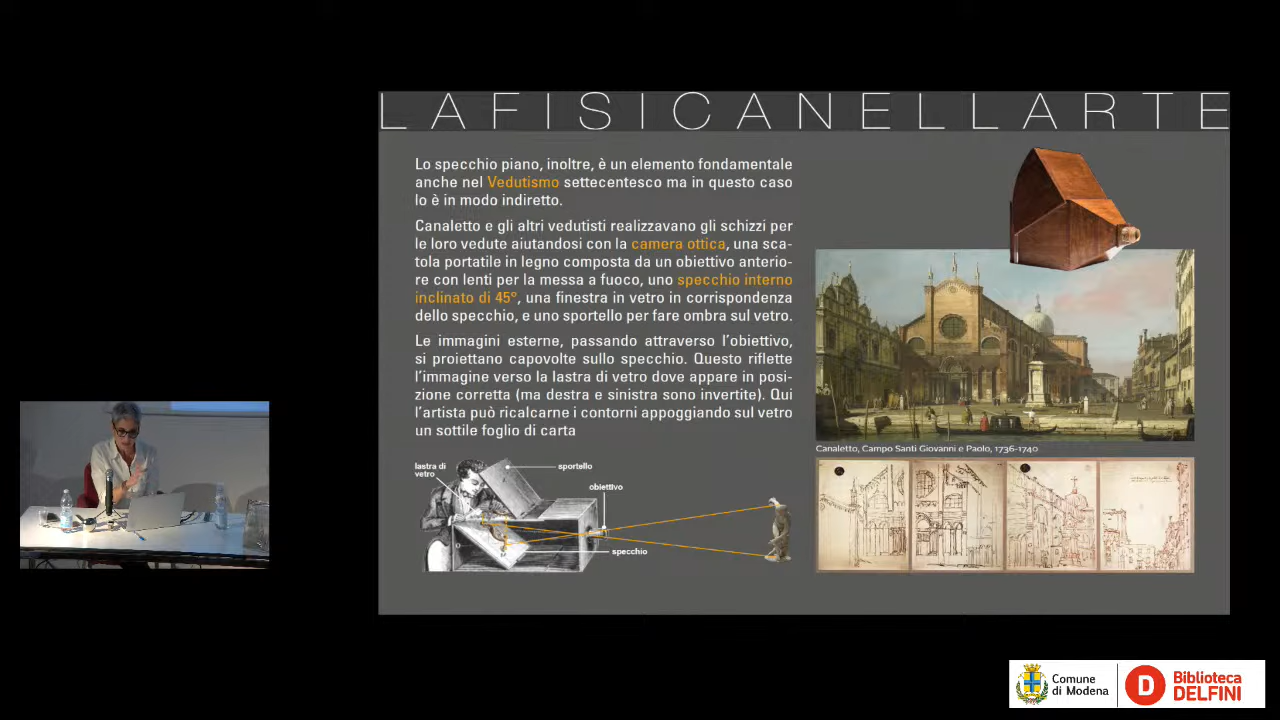 LAFISICANELLARTE
Lo specchio piano, inoltre, è un elemento fondamentale
anche nel Vedutismo settecentesco ma in questo caso
lo è in modo indiretto.
Canaletto e gli altri vedutisti realizzavano gli schizzi per
le loro vedute aiutandosi con la camera ottica, una sca-
tola portatile in legno composta da un obiettivo anterio-
re con lenti per la messa a fuoco, uno specchio interno
inclinato di 45°, una finestra in vetro in corrispondenza
dello specchio, e uno sportello per fare ombra sul vetro.
Le immagini esterne, passando attraverso l'obiettivo,
si proiettano capovolte sullo specchio. Questo riflette
l'immagine verso la lastra di vetro dove appare in posi-
zione corretta (ma destra e sinistra sono invertite). Qui
l'artista può ricalcarne i contorni appoggiando sul vetro
un sottile foglio di carta
lastra di
vetro
sportello
obiettivo
specchio
Canaletto, Campo Santi Giovanni e Paolo, 1736-1740
Comune
di Modena
D
Biblioteca
DELFINI